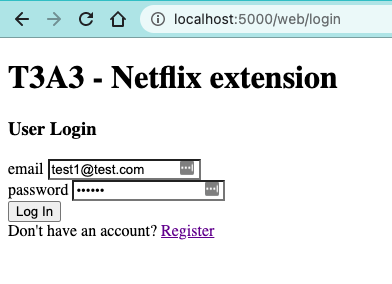 localhost:5000/web/login
T3A3 - Netflix extension
User Login
email test1@test.com
password ••••••
Log In
Don't have an account? Register